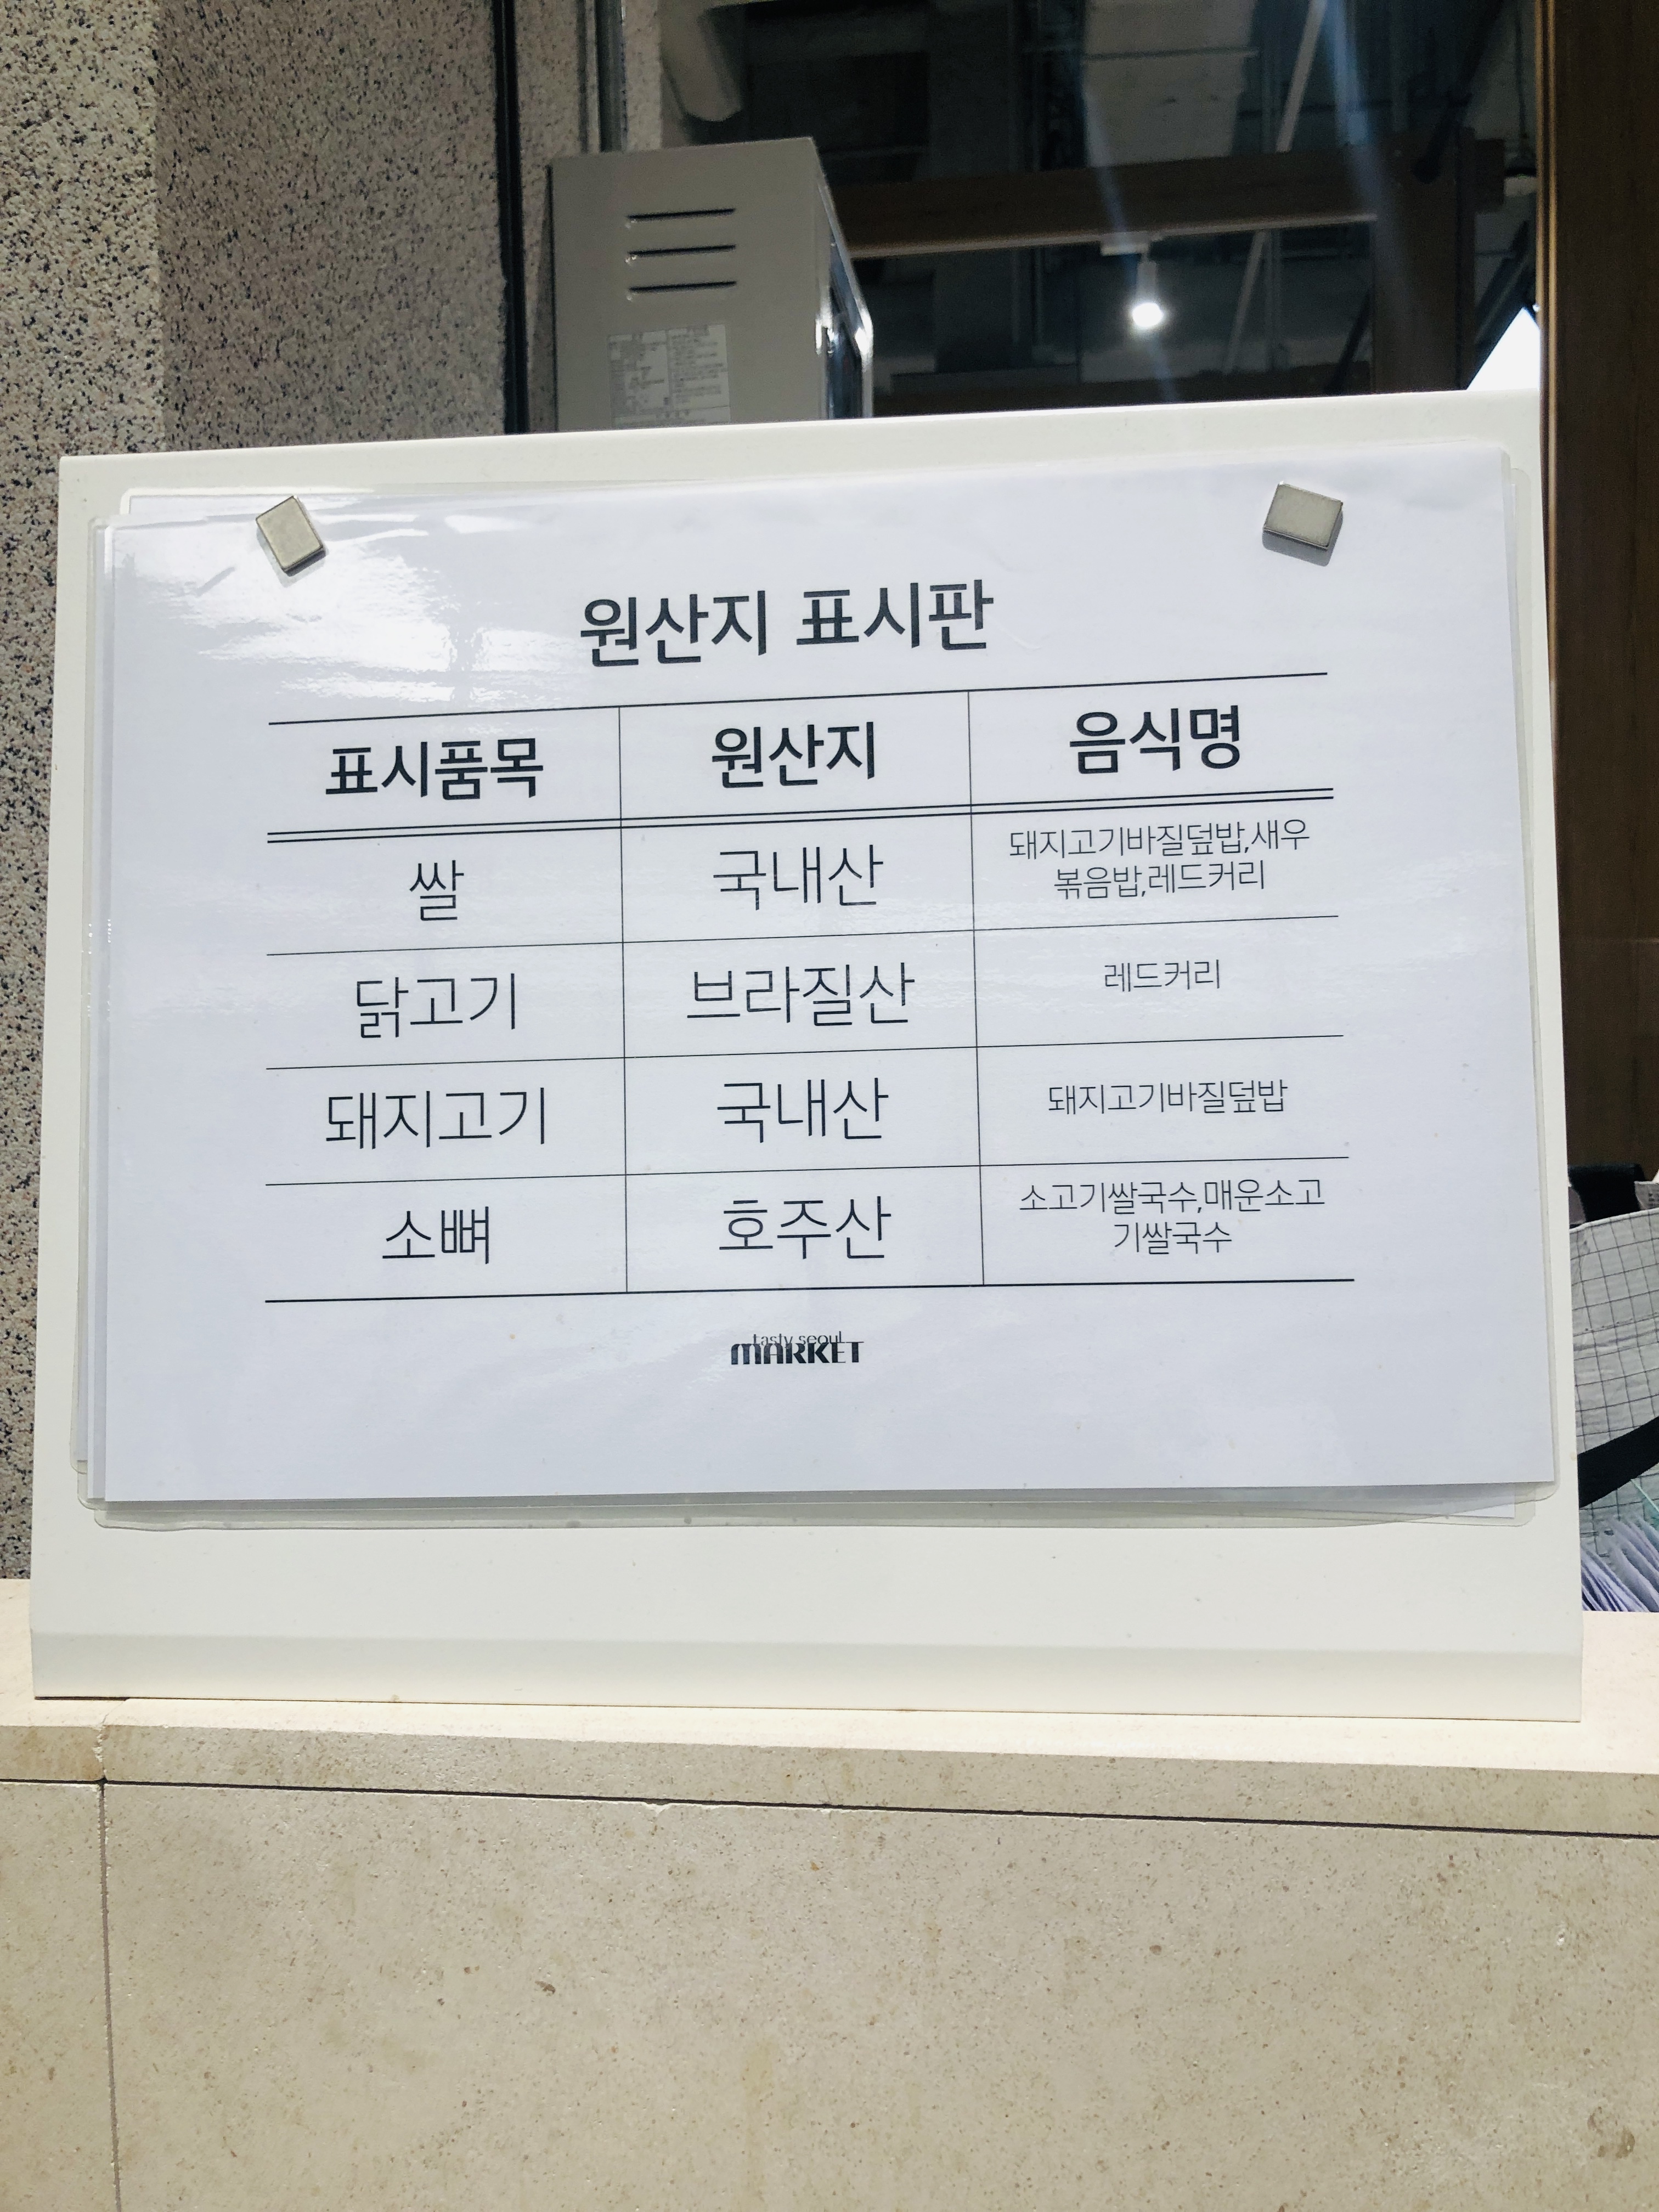 원산지 표시판
표시품목 원산지 음식명
쌀 국내산 돼지고기바질덮밥,새우
볶음밥,레드커리
닭고기 브라질산 레드커리
돼지고기 국내산 돼지고기바질덮밥
소뼈 호주산 소고기쌀국수,매운소고
기쌀국수
tasty seoul
MARKET